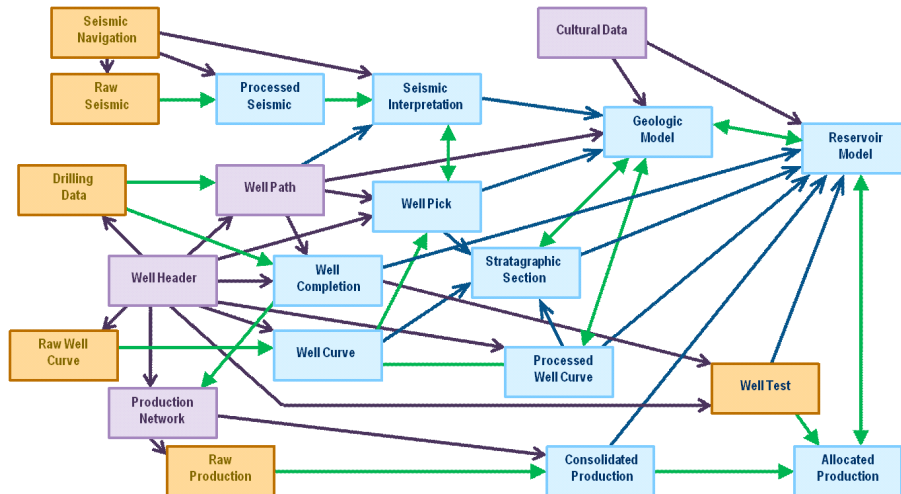 Seismic
Navigation
Cultural Data
Raw
Seismic
Processed
Seismic
Seismic
Interpretation
Geologic
Model
Reservoir
Model
Drilling
Data
Well Path
Well Pick
Well Header
Well
Completion
Stratagraphic
Section
Raw Well
Curve
Well Curve
Processed
Well Curve
Well Test
Production
Network
Raw
Production
Consolidated
Production
Allocated
Production